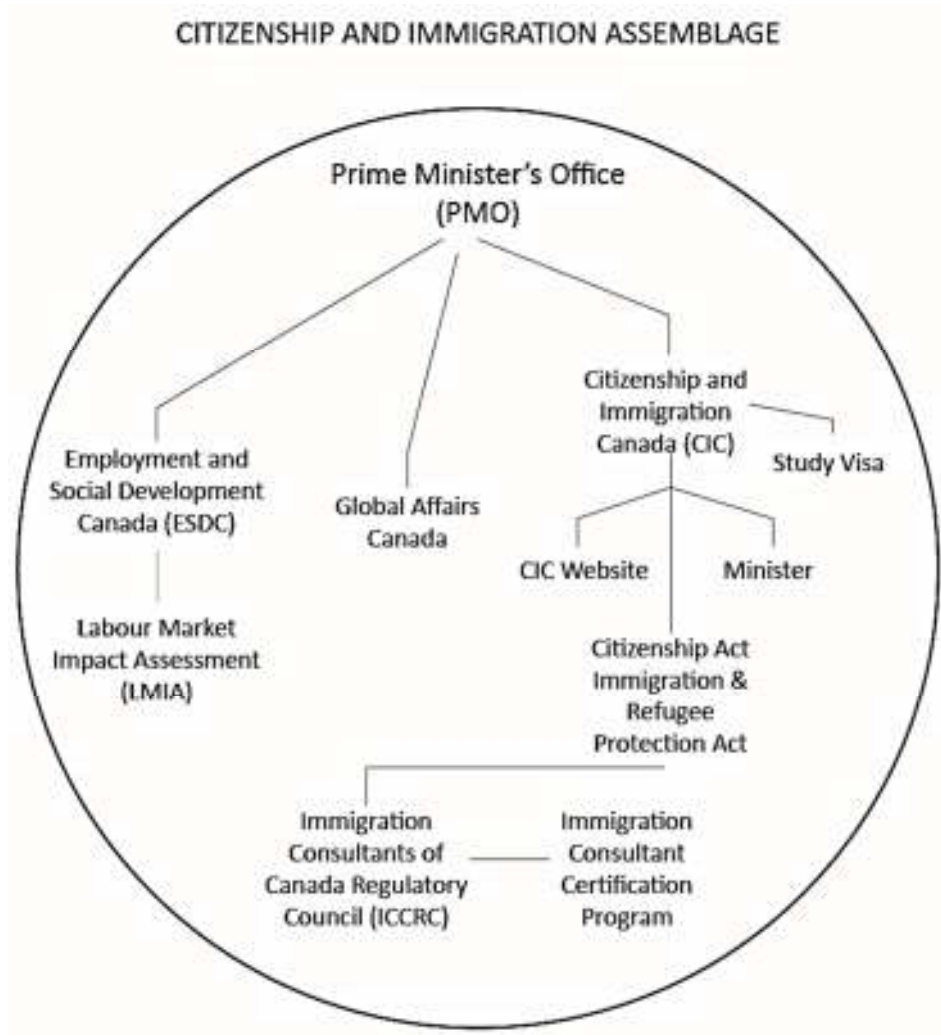 CITIZENSHIP AND IMMIGRATION ASSEMBLAGE
Prime Minister's Office
(PMO)
Employment and
Social Development
Canada (ESDC)
Labour Market
Impact Assessment
(LMIA)
Global Affairs
Canada
Citizenship and
Immigration
Canada (CIC)
Study Visa
CIC Website
Minister
Citizenship Act
Immigration &
Refugee
Protection Act
Immigration
Consultants of
Canada Regulatory
Council (ICCRC)
Immigration
Consultant
Certification
Program